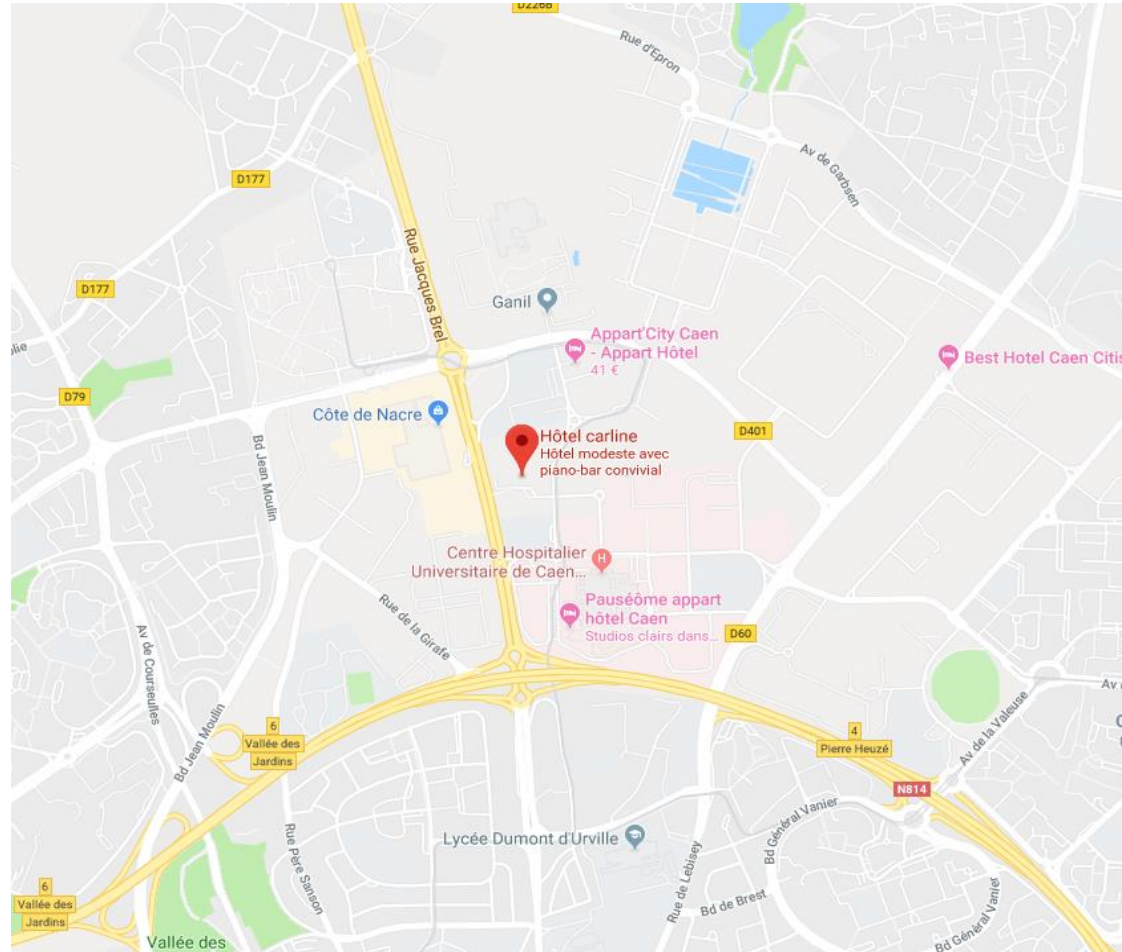 D226B
Rue d'Epron
Av de Garbsen
D177
Rue Jacques Brel
D177
Ganil
Appart'City Caen
- Appart Hôtel
41 €
Best Hotel Caen Citis
olie
D79
Côte de Nacre
Hôtel carline
Hôtel modeste avec
piano-bar convivial
D401
Bd Jean Moulin
Centre Hospitalier
Universitaire de Caen...
Rue de la Girafe
Pauséôme appart
hôtel Caen
Studios clairs dans...
D60
Av de Courseulles
Bd Jean Moulin
6
Vallée des
Jardins
4
Pierre Heuzé
Av de la Valeuse
Av
N814
Lycée Dumont d'Urville
Bd Général Vanier
Rue Père Sanson
Rue de Lebisey
Bd de Brest
Bd Général Vanier
6
Vallée des
Jardins
Vallée des